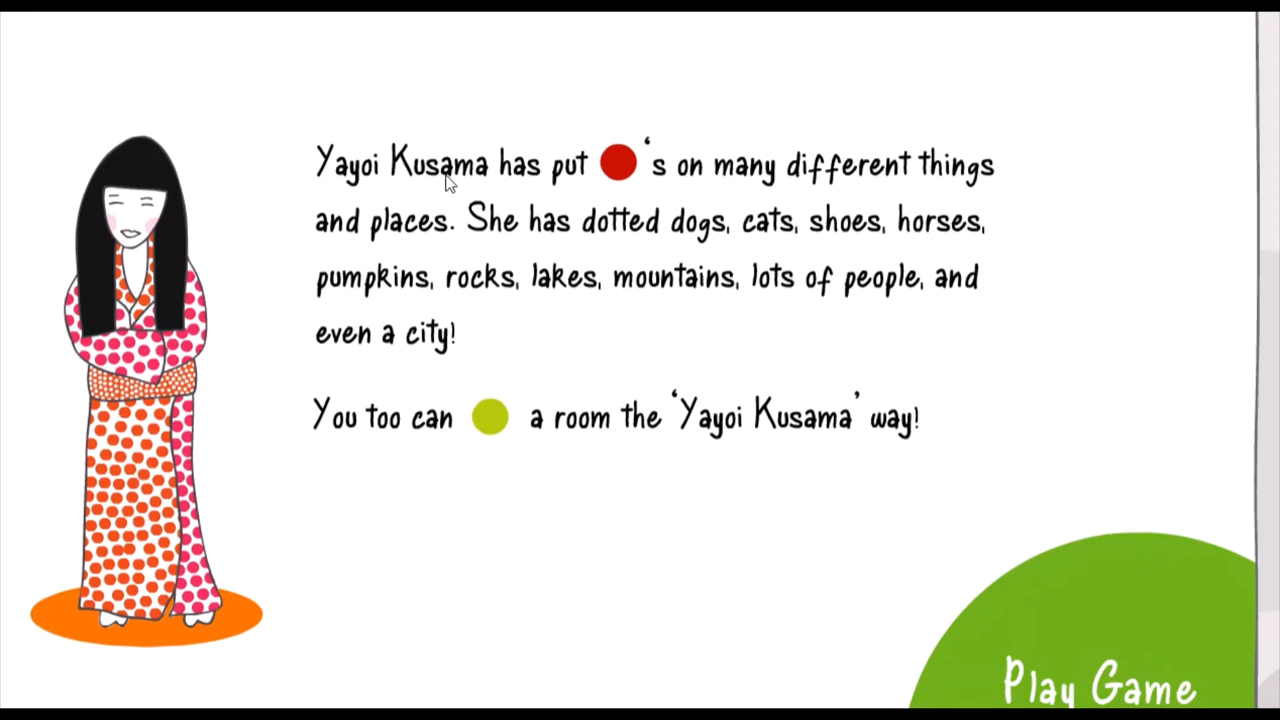 Yayoi Kusama has put 's on many different things
and places. She has dotted dogs, cats, shoes, horses,
pumpkins, rocks, lakes, mountains, lots of people, and
even a city!
You too can a room the 'Yayoi Kusama' way!
Play Game